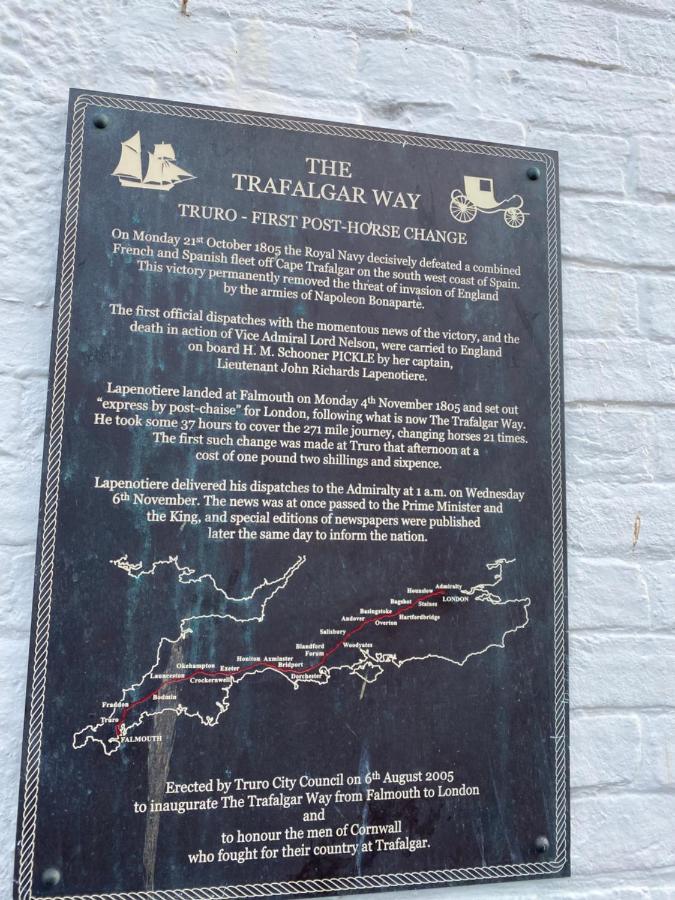 THE
TRAFALGAR WAY
TRURO - FIRST POST-HORSE CHANGE
On Monday 21st October 1805 the Royal Navy decisively defeated a combined
French and Spanish fleet off Cape Trafalgar on the south west coast of Spain.
This victory permanently removed the threat of invasion of England
by the armies of Napoleon Bonaparte.
The first official dispatches with the momentous news of the victory, and the
death in action of Vice Admiral Lord Nelson, were carried to England
on board H. M. Schooner PICKLE by her captain,
Lieutenant John Richards Lapenotiere.
Lapenotiere landed at Falmouth on Monday 4th November 1805 and set out
“express by post-chaise” for London, following what is now The Trafalgar Way.
He took some 37 hours to cover the 271 mile journey, changing horses 21 times.
The first such change was made at Truro that afternoon at a
cost of one pound two shillings and sixpence.
Lapenotiere delivered his dispatches to the Admiralty at 1 a.m. on Wednesday
6th November. The news was at once passed to the Prime Minister and
the King, and special editions of newspapers were published
later the same day to inform the nation.
Hounslow Admiralty
Bagshot Staines LONDON
Basingstoke
Andover Overton Hartfordbridge
Salisbury
Blandford Forum Woodyates
Honiton Axminster
Bridport
Dorchester
Okehampton Exeter
Launceston Crockernwell
Bodmin
Fraddon
Truro
FALMOUTH
Erected by Truro City Council on 6th August 2005
to inaugurate The Trafalgar Way from Falmouth to London
and
to honour the men of Cornwall
who fought for their country at Trafalgar.